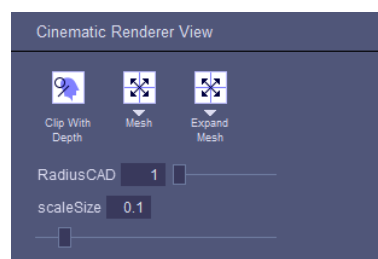 Cinematic Renderer View
Clip With Depth
Mesh
Expand Mesh
RadiusCAD 1
scaleSize 0.1